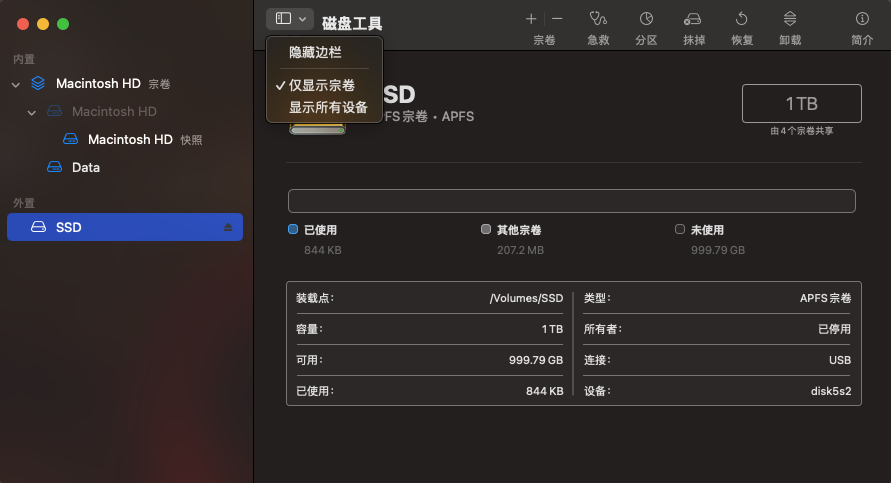 磁盘工具
宗卷
急救
分区
抹掉
恢复
卸载
简介
隐藏边栏
仅显示宗卷
显示所有设备
内置
Macintosh HD 宗卷
Macintosh HD
Macintosh HD 快照
Data
外置
SSD
SD
FS 宗卷 • APFS
1 TB
由 4 个宗卷共享
已使用
844 KB
其他宗卷
207.2 MB
未使用
999.79 GB
装载点： /Volumes/SSD
容量： 1 TB
可用： 999.79 GB
已使用： 844 KB
类型： APFS 宗卷
所有者： 已停用
连接： USB
设备： disk5s2